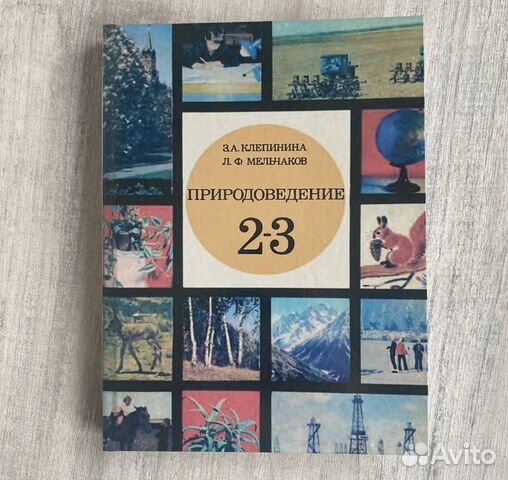 З.А.КЛЕПИНИНА
Л.Ф.МЕЛЬЧАКОВ
ПРИРОДОВЕДЕНИЕ
2-3
Avito